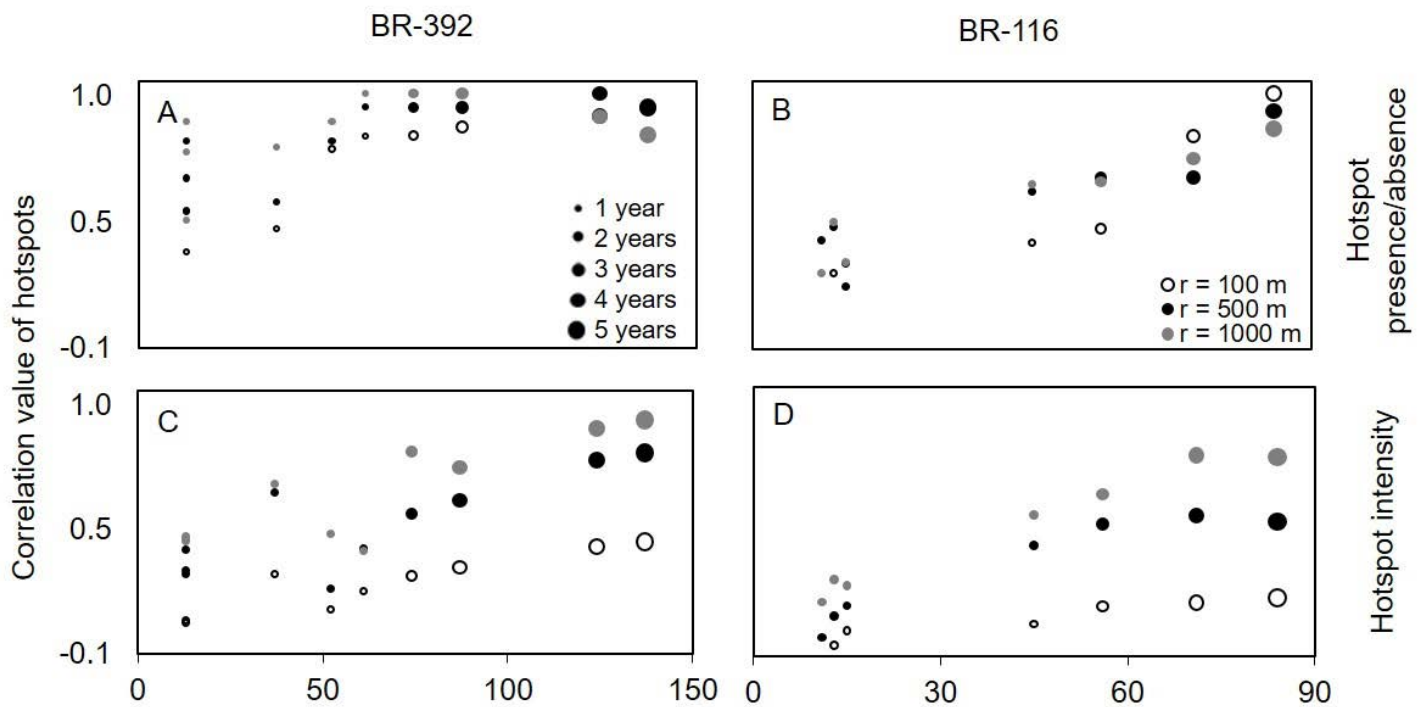 BR-392
BR-116
Correlation value of hotspots
1.0
0.5
-0.1
A
1 year
2 years
3 years
4 years
5 years
B
r = 100 m
r = 500 m
r = 1000 m
Hotspot
presence/absence
1.0
0.5
-0.1
C
0
50
100
150
D
0
30
60
90
Hotspot intensity